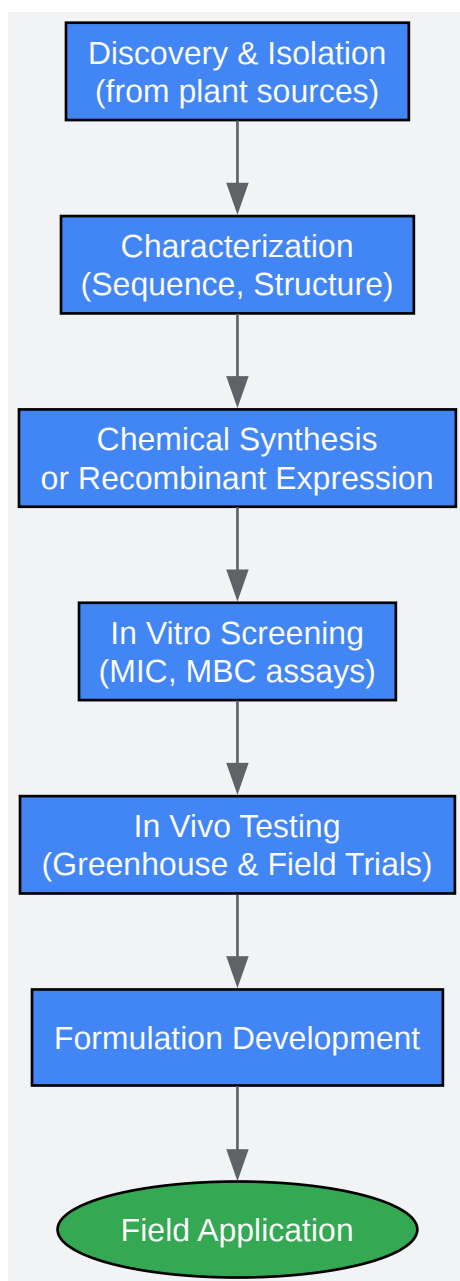 Discovery & Isolation
(from plant sources)
Characterization
(Sequence, Structure)
Chemical Synthesis
or Recombinant Expression
In Vitro Screening
(MIC, MBC assays)
In Vivo Testing
(Greenhouse & Field Trials)
Formulation Development
Field Application